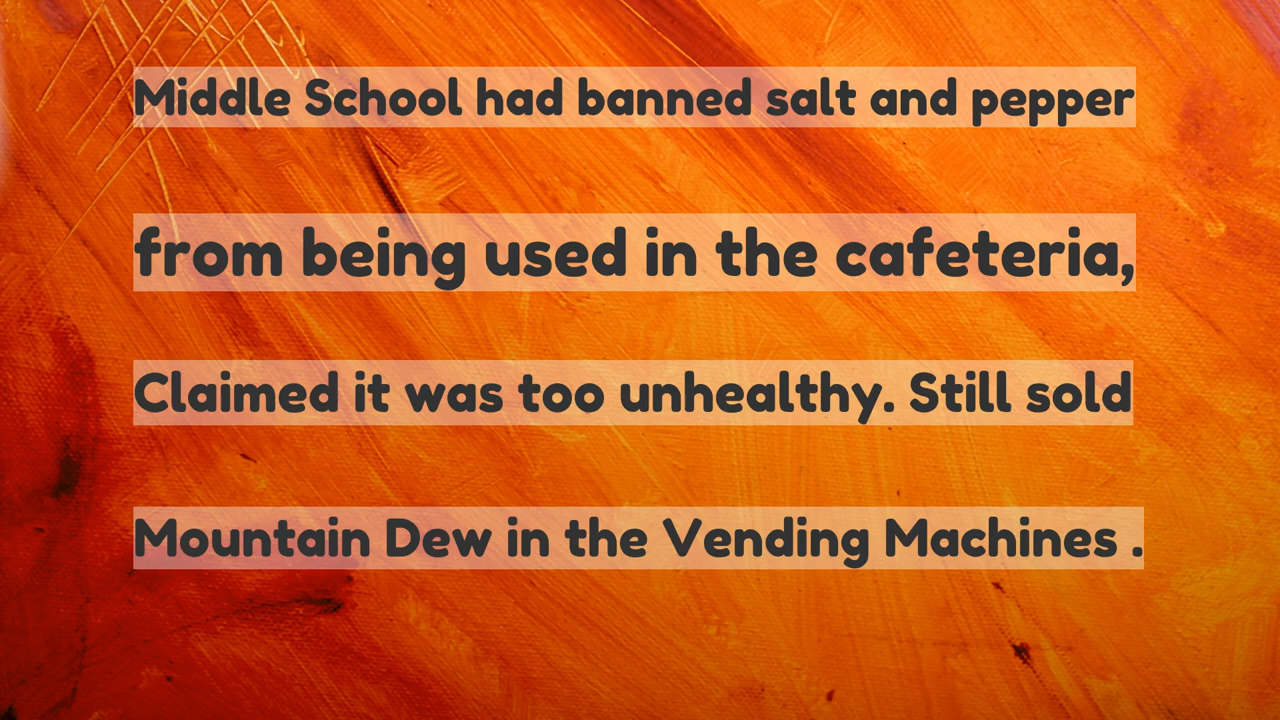 Middle School had banned salt and pepper
from being used in the cafeteria,
Claimed it was too unhealthy. Still sold
Mountain Dew in the Vending Machines .